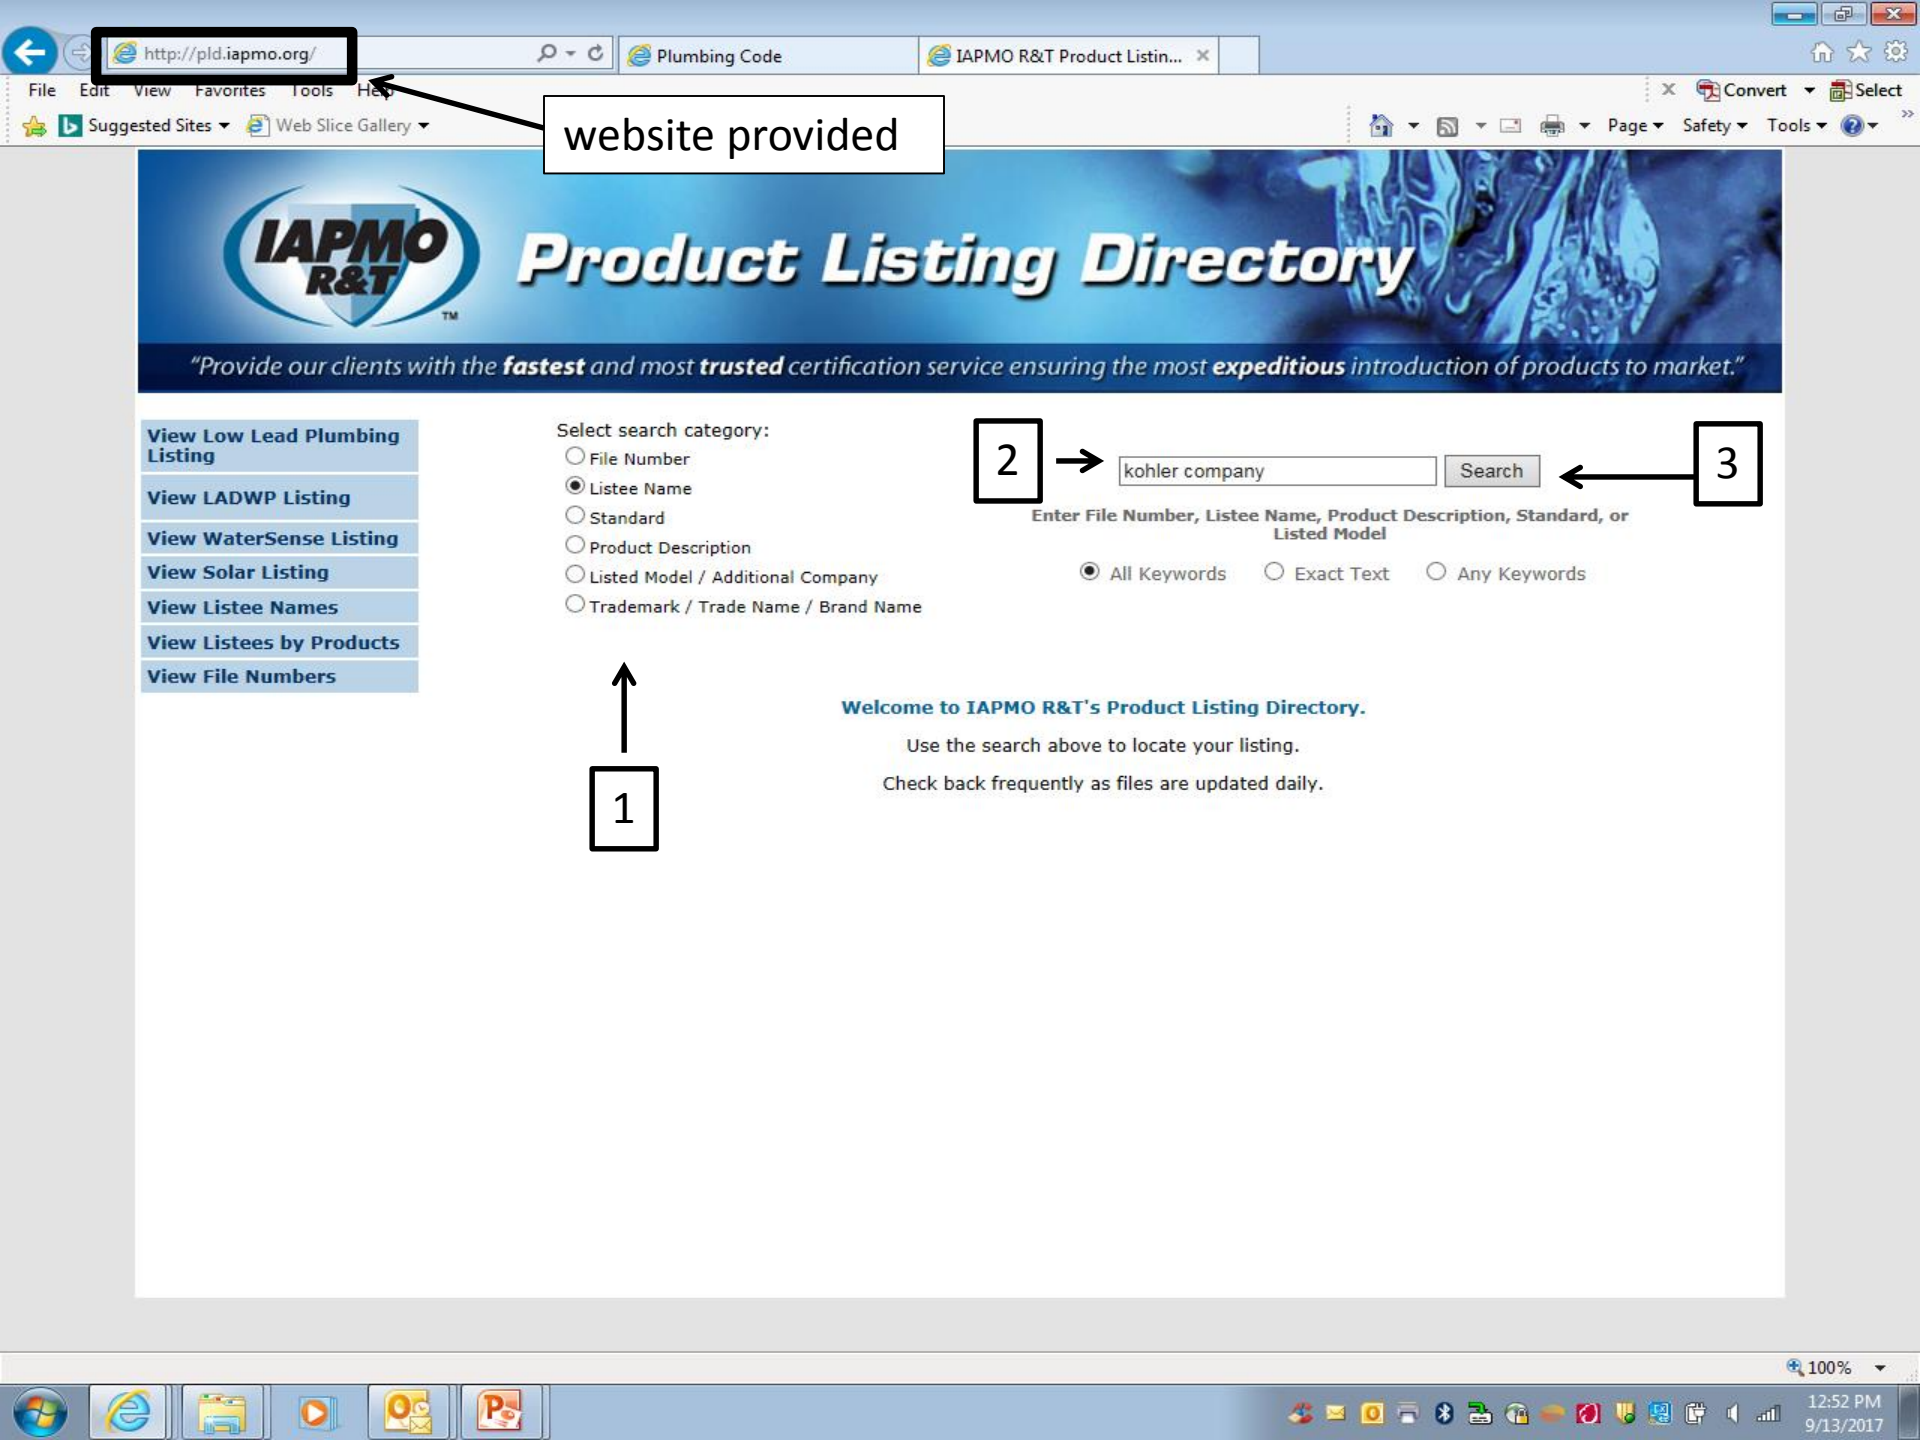 http://pld.iapmo.org/
Plumbing Code
IAPMO R&T Product Listin...
File Edit View Favorites Tools Help
Convert
Select
Suggested Sites
Web Slice Gallery
website provided
Page
Safety
Tools
IAPMO
R&T
TM
Product Listing Directory
"Provide our clients with the fastest and most trusted certification service ensuring the most expeditious introduction of products to market."
View Low Lead Plumbing
Listing
View LADWP Listing
View WaterSense Listing
View Solar Listing
View Listee Names
View Listees by Products
View File Numbers
Select search category:
File Number
Listee Name
Standard
Product Description
Listed Model / Additional Company
Trademark / Trade Name / Brand Name
1
2
kohler company
Search
3
Enter File Number, Listee Name, Product Description, Standard, or
Listed Model
All Keywords
Exact Text
Any Keywords
Welcome to IAPMO R&T's Product Listing Directory.
Use the search above to locate your listing.
Check back frequently as files are updated daily.
100%
12:52 PM
9/13/2017